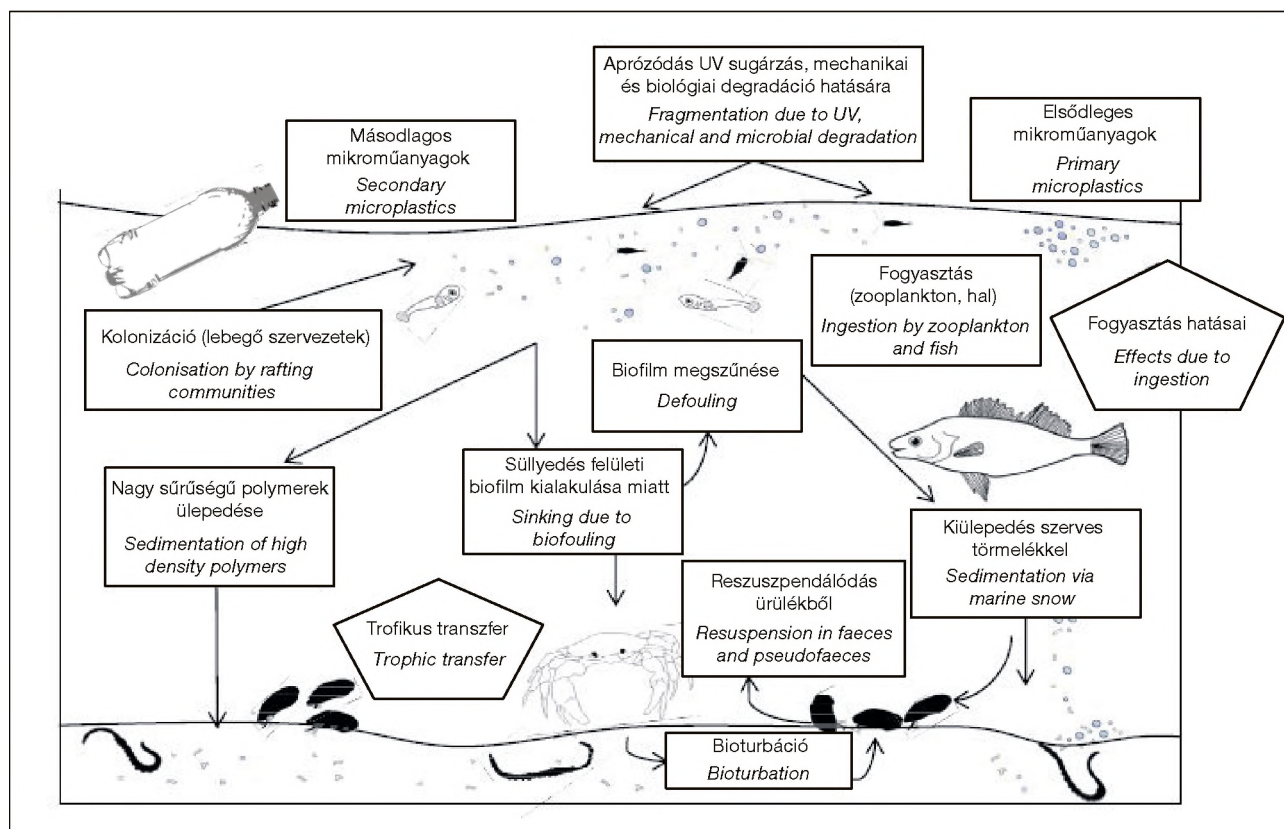 Aprózódás UV sugárzás, mechanikai
és biológiai degradáció hatására
Fragmentation due to UV,
mechanical and microbial degradation
Másodlagos
mikroműanyagok
Secondary
microplastics
Elsődleges
mikroműanyagok
Primary
microplastics
Kolonizáció (lebegő szervezetek)
Colonisation by rafting
communities
Fogyasztás
(zooplankton, hal)
Ingestion by zooplankton
and fish
Fogyasztás hatásai
Effects due to
ingestion
Biofilm megszűnése
Defouling
Nagy sűrűségű polymerek
ülepedése
Sedimentation of high
density polymers
Süllyedés felületi
biofilm kialakulása miatt
Sinking due to
biofouling
Kiülepedés szerves
törmelékkel
Sedimentation via
marine snow
Reszuszpendálódás
ürülékből
Resuspension in faeces
and pseudofaeces
Trofikus transzfer
Trophic transfer
Bioturbáció
Bioturbation